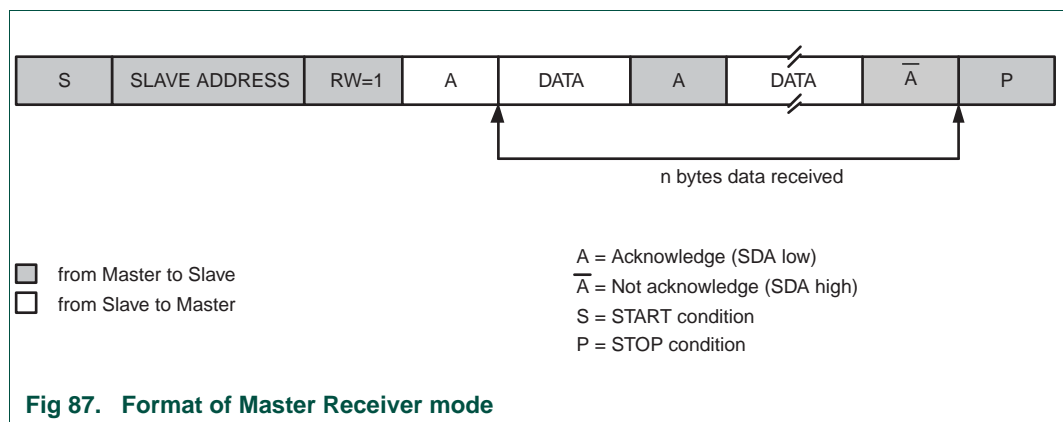 S SLAVE ADDRESS RW=1 A DATA A DATA A̅ P
n bytes data received
from Master to Slave
from Slave to Master
A = Acknowledge (SDA low)
A̅ = Not acknowledge (SDA high)
S = START condition
P = STOP condition
Fig 87. Format of Master Receiver mode